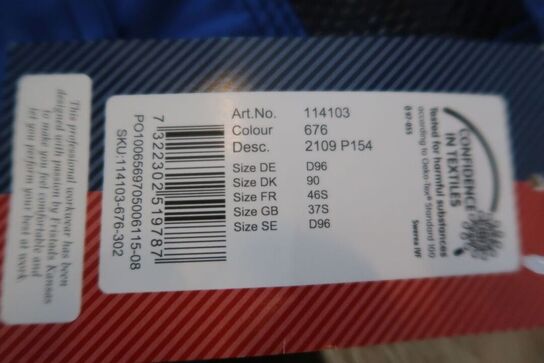 This professional workwear has been
designed with passion by Fristads Kansas
to make you feel comfortable and
let you perform your best at work.
7 322302 519787
PO1006569705006115-08
SKU:114103-676-302
Art.No. 114103
Colour 676
Desc. 2109 P154
Size DE D96
Size DK 90
Size FR 46S
Size GB 37S
Size SE D96
CONFIDENCE
IN TEXTILES
Tested for harmful substances
according to Oeko-Tex® Standard 100
Swerea IVF